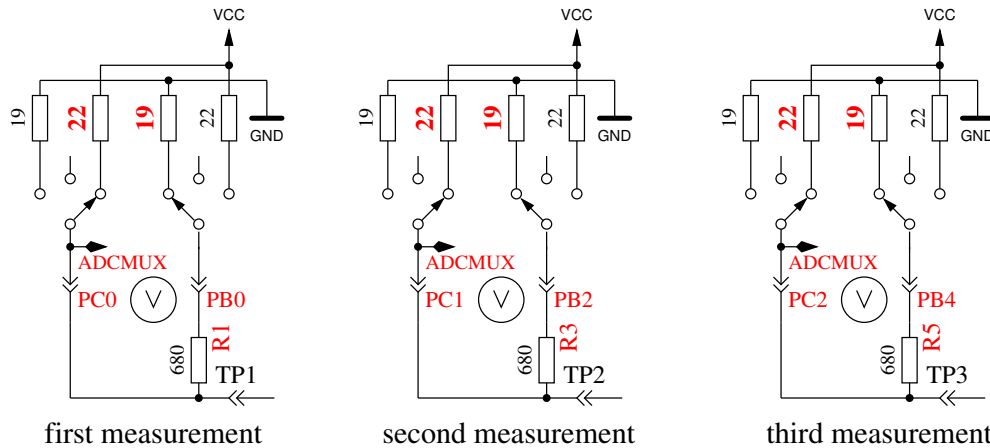 VCC
19
22
19
22
GND
ADCMUX
PC0
V
PB0
R1
680
TP1
first measurement
VCC
19
22
19
22
GND
ADCMUX
PC1
V
PB2
R3
680
TP2
second measurement
VCC
19
22
19
22
GND
ADCMUX
PC2
V
PB4
R5
680
TP3
third measurement